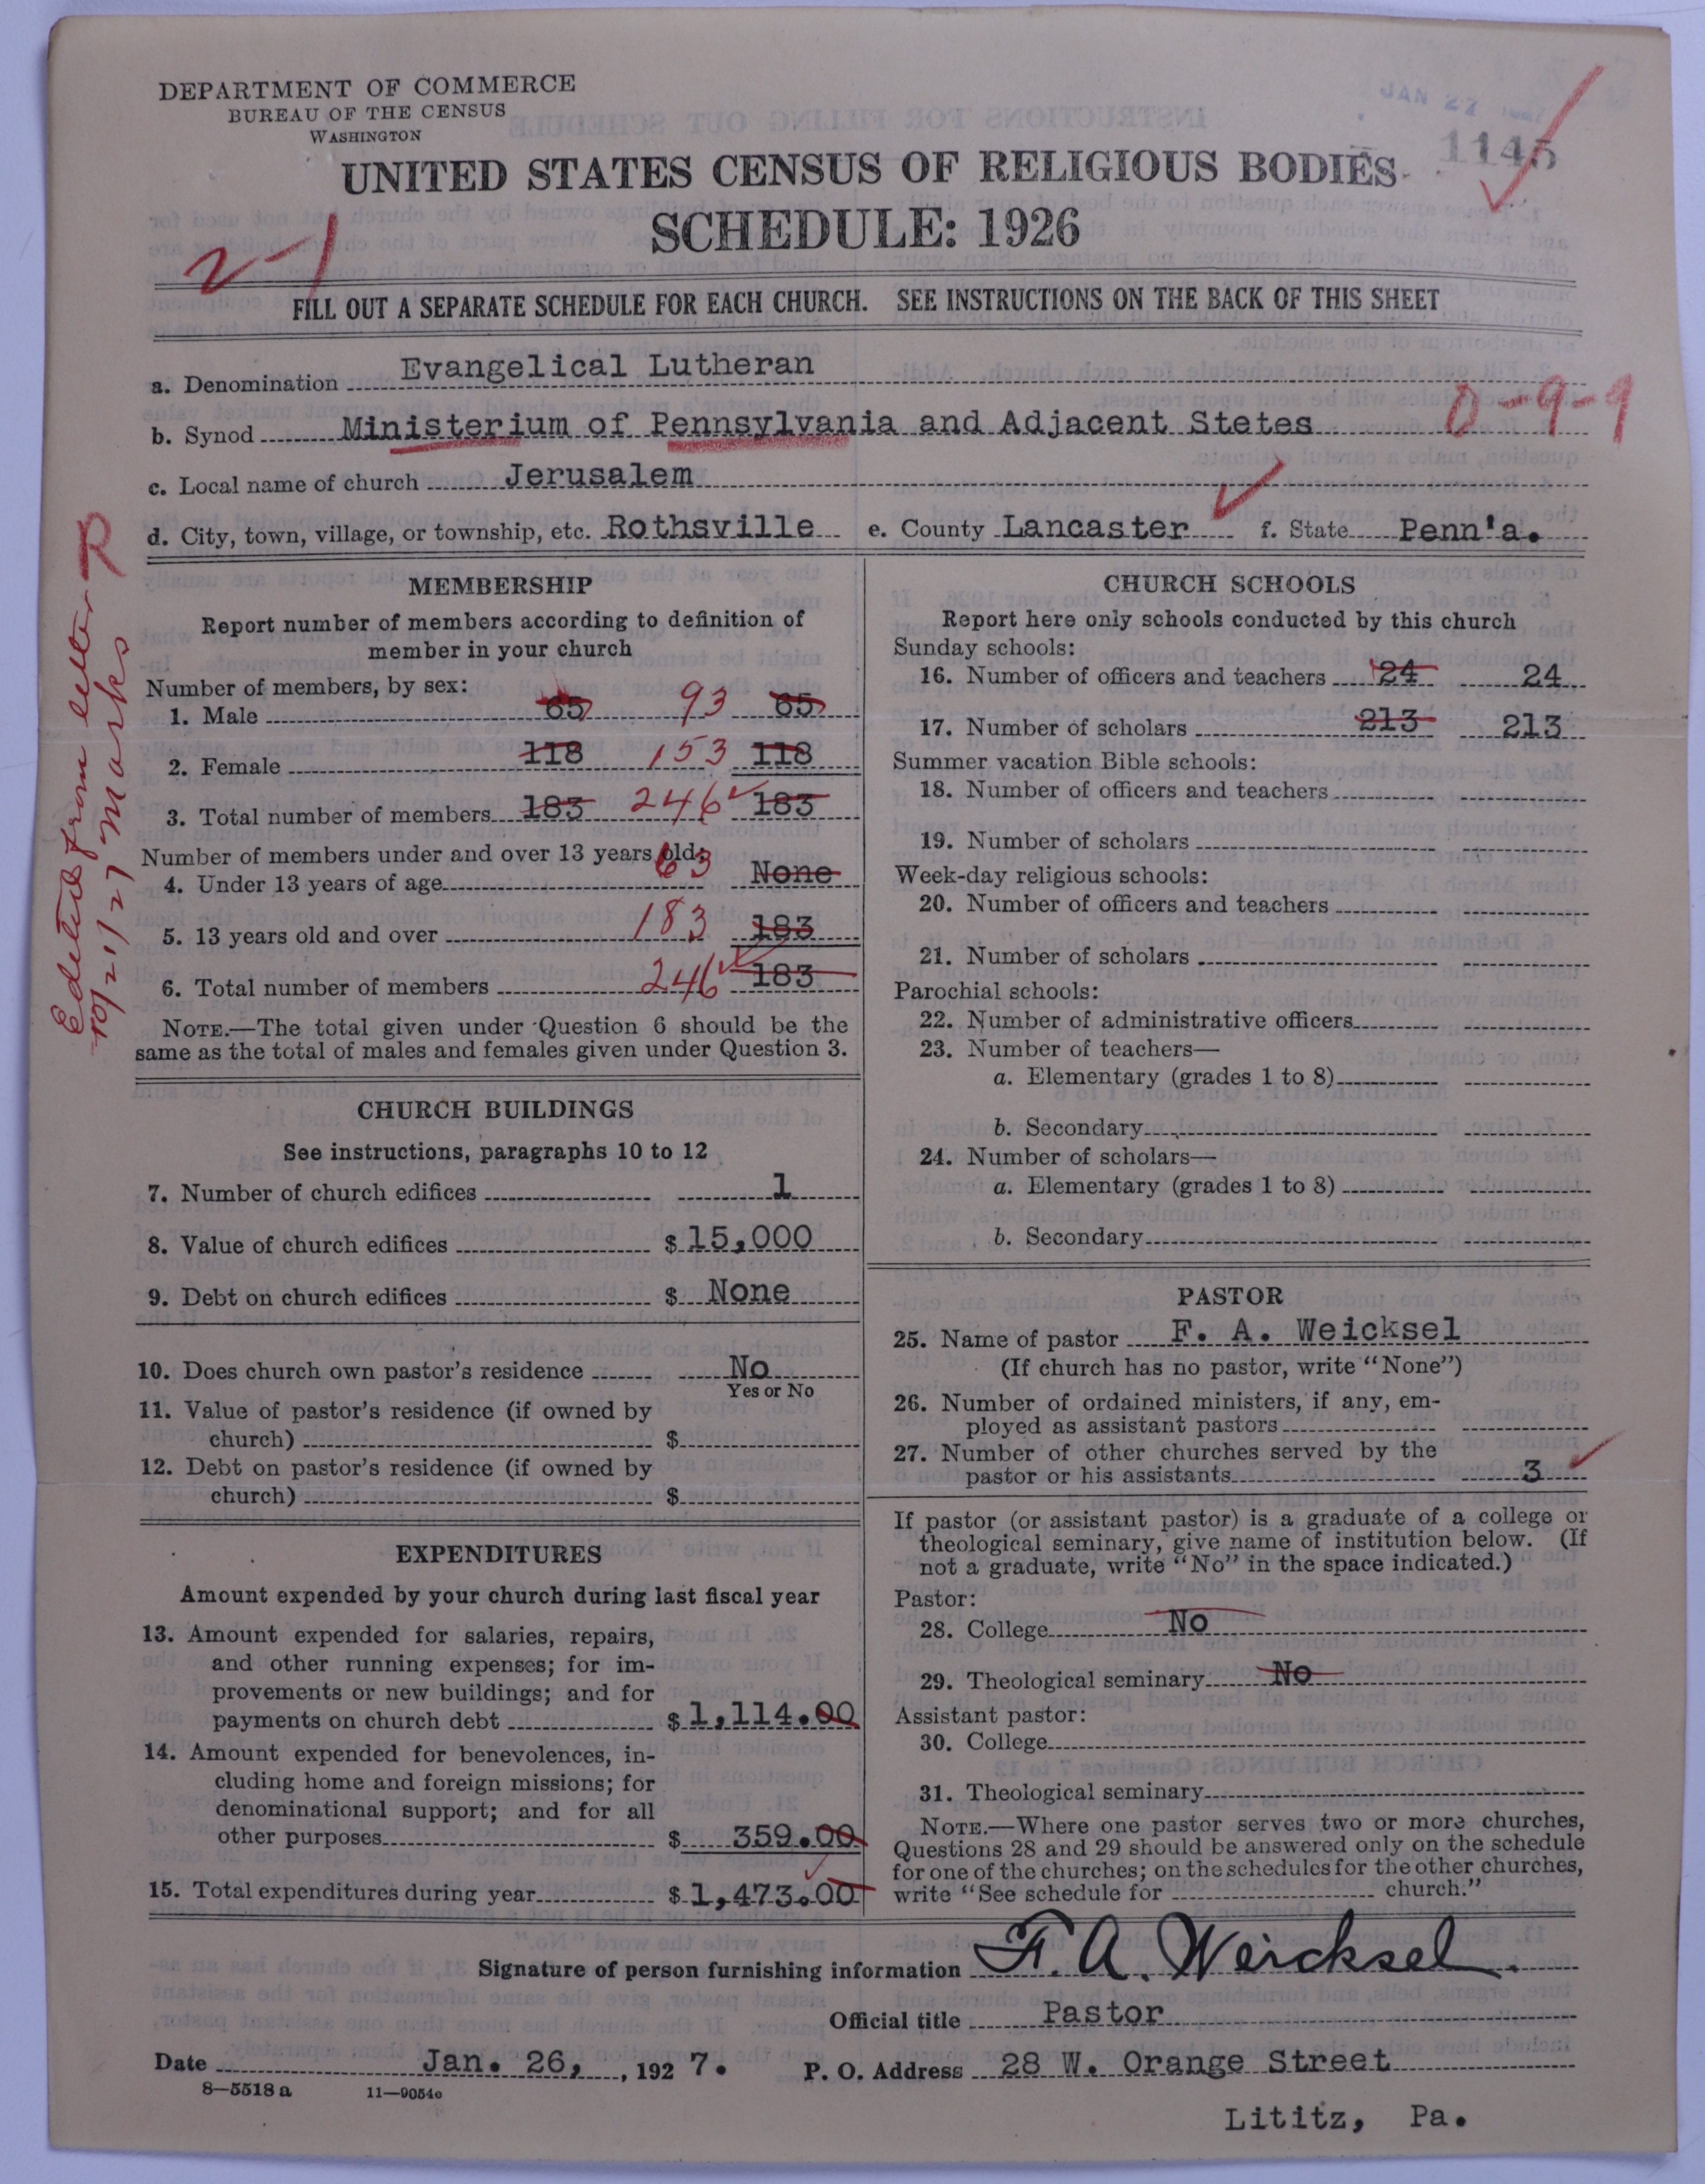 DEPARTMENT OF COMMERCE
BUREAU OF THE CENSUS
WASHINGTON
JAN 27
1145
UNITED STATES CENSUS OF RELIGIOUS BODIES
SCHEDULE: 1926
2-1
FILL OUT A SEPARATE SCHEDULE FOR EACH CHURCH. SEE INSTRUCTIONS ON THE BACK OF THIS SHEET
a. Denomination Evangelical Lutheran
b. Synod Ministerium of Pennsylvania and Adjacent Stetes 0-9-9
c. Local name of church Jerusalem
d. City, town, village, or township, etc. Rothsville e. County Lancaster f. State Penn'a.
Edited from letter R
10/21/27 Marks
MEMBERSHIP
Report number of members according to definition of
member in your church
Number of members, by sex:
1. Male 65 93 65
2. Female 118 153 118
3. Total number of members 183 246 183
Number of members under and over 13 years old:
4. Under 13 years of age 63 None
5. 13 years old and over 183 183
6. Total number of members 246 183
NOTE.—The total given under Question 6 should be the
same as the total of males and females given under Question 3.
CHURCH BUILDINGS
See instructions, paragraphs 10 to 12
7. Number of church edifices 1
8. Value of church edifices $ 15,000
9. Debt on church edifices $ None
10. Does church own pastor's residence No
Yes or No
11. Value of pastor's residence (if owned by
church) $
12. Debt on pastor's residence (if owned by
church) $
EXPENDITURES
Amount expended by your church during last fiscal year
13. Amount expended for salaries, repairs,
and other running expenses; for im-
provements or new buildings; and for
payments on church debt $ 1,114.00
14. Amount expended for benevolences, in-
cluding home and foreign missions; for
denominational support; and for all
other purposes $ 359.00
15. Total expenditures during year $ 1,473.00
CHURCH SCHOOLS
Report here only schools conducted by this church
Sunday schools:
16. Number of officers and teachers 24 24
17. Number of scholars 213 213
Summer vacation Bible schools:
18. Number of officers and teachers
19. Number of scholars
Week-day religious schools:
20. Number of officers and teachers
21. Number of scholars
Parochial schools:
22. Number of administrative officers
23. Number of teachers—
a. Elementary (grades 1 to 8)
b. Secondary
24. Number of scholars—
a. Elementary (grades 1 to 8)
b. Secondary
PASTOR
25. Name of pastor F. A. Weicksel
(If church has no pastor, write "None")
26. Number of ordained ministers, if any, em-
ployed as assistant pastors
27. Number of other churches served by the
pastor or his assistants 3
If pastor (or assistant pastor) is a graduate of a college or
theological seminary, give name of institution below. (If
not a graduate, write "No" in the space indicated.)
Pastor:
28. College No
29. Theological seminary No
Assistant pastor:
30. College
31. Theological seminary
NOTE.—Where one pastor serves two or more churches,
Questions 28 and 29 should be answered only on the schedule
for one of the churches; on the schedules for the other churches,
write "See schedule for church."
Signature of person furnishing information F. A. Weicksel.
Official title Pastor
Date Jan. 26, , 192 7. P. O. Address 28 W. Orange Street
8—5518 a 11—9054c
Lititz, Pa.